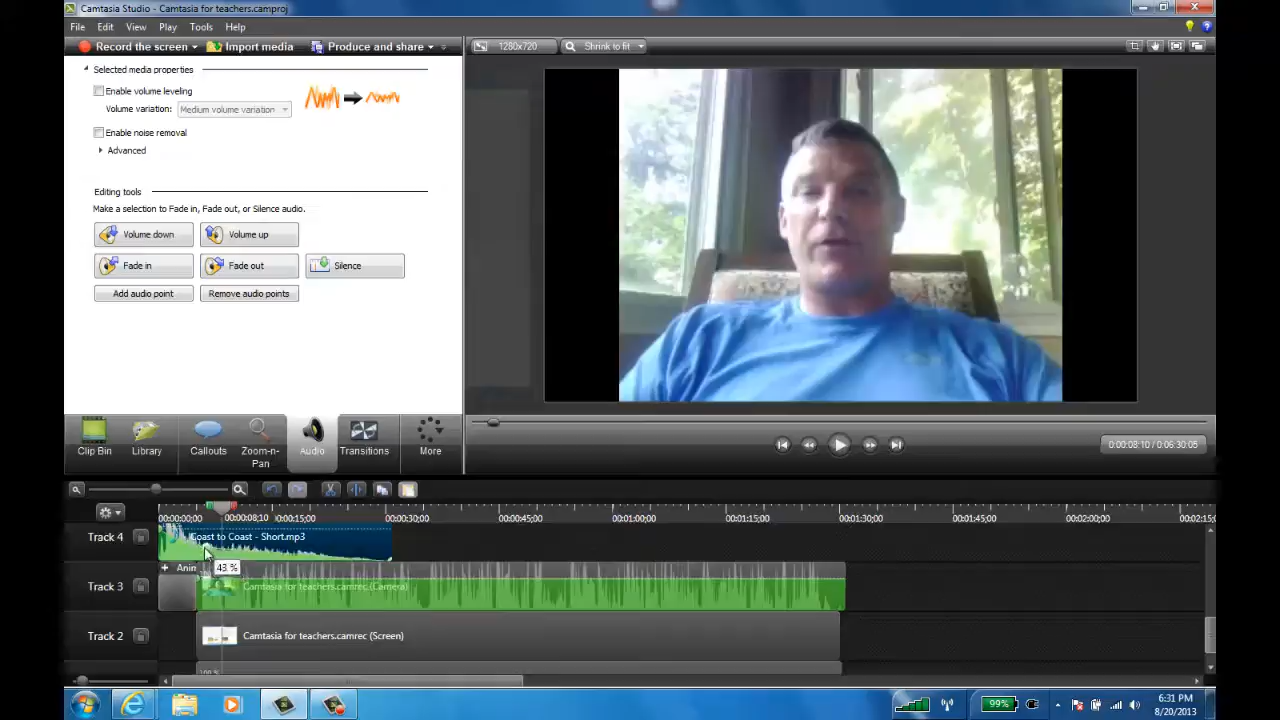 Camtasia Studio - Camtasia for teachers.camproj
File Edit View Play Tools Help
Record the screen Import media Produce and share
1280x720 Shrink to fit
Selected media properties
Enable volume leveling
Volume variation: Medium volume variation
Enable noise removal
Advanced
Editing tools
Make a selection to Fade in, Fade out, or Silence audio.
Volume down Volume up
Fade in Fade out Silence
Add audio point Remove audio points
Clip Bin Library Callouts Zoom-n-Pan Audio Transitions More
0:00:08;10 / 0:06:30;05
00:00:00;00 00:00:08;10 00:00:15;00 00:00:30;00 00:00:45;00 00:01:00;00 00:01:15;00 00:01:30;00 00:01:45;00 00:02:00;00 00:02:15;0
Track 4 Coast to Coast - Short.mp3
43 %
+ Anin
Track 3 Camtasia for teachers.camrec (Camera)
Track 2 Camtasia for teachers.camrec (Screen)
100 %
99%
6:31 PM
8/20/2013